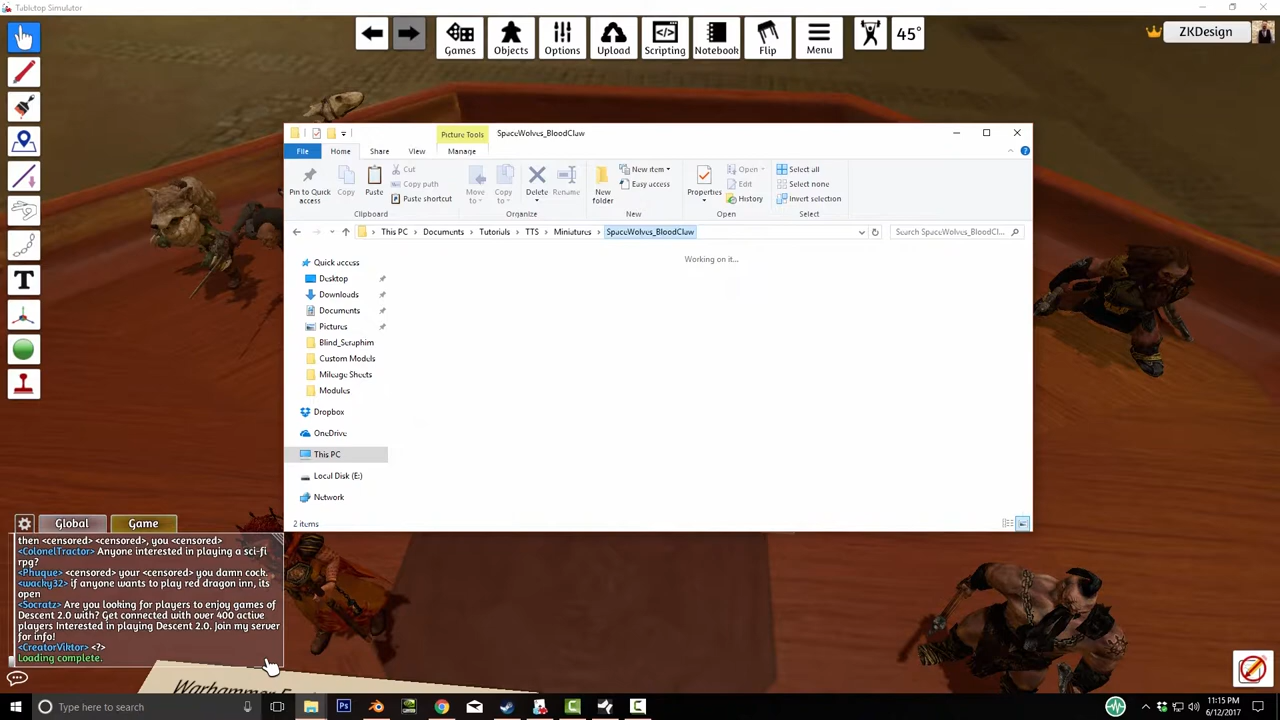 Tabletop Simulator
Games
Objects
Options
Upload
Scripting
Notebook
Flip
Menu
45°
ZKDesign
Picture Tools
SpaceWolves_BloodClaw
File
Home
Share
View
Manage
Pin to Quick access
Copy
Paste
Cut
Copy path
Paste shortcut
Move to
Copy to
Delete
Rename
New folder
New item
Easy access
Properties
Open
Edit
History
Select all
Select none
Invert selection
Clipboard
Organize
New
Open
Select
This PC > Documents > Tutorials > TTS > Miniatures > SpaceWolves_BloodClaw
Search SpaceWolves_BloodCl...
Working on it...
Quick access
Desktop
Downloads
Documents
Pictures
Blind_Seraphim
Custom Models
Mileage Sheets
Modules
Dropbox
OneDrive
This PC
Local Disk (E:)
Network
2 items
Global
Game
then <censored> <censored>, you <censored>
<ColonelTractor> Anyone interested in playing a sci-fi
rpg?
<Phuque> <censored> your <censored> you damn cock.
<wacky32> if anyone wants to play red dragon inn, its
open
<Socratz> Are you looking for players to enjoy games of
Descent 2.0 with? Get connected with over 400 active
players Interested in playing Descent 2.0. Join my server
for info!
<CreatorViktor> <?>
Loading complete.
Warhammer
Type here to search
11:15 PM
6/12/2017